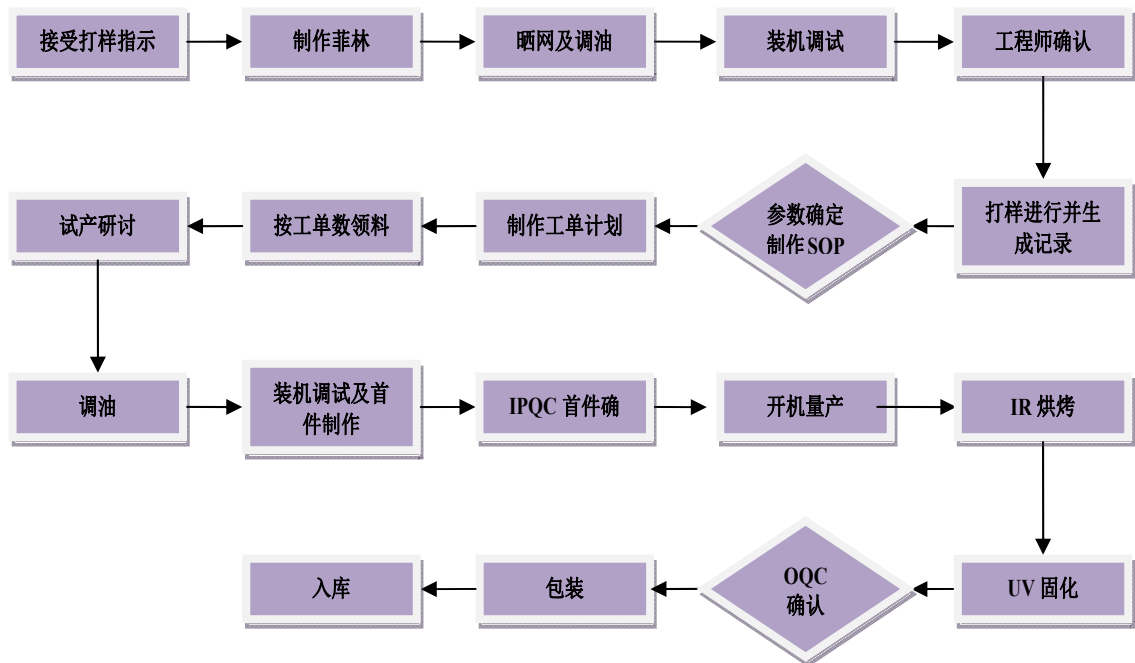 接受打样指示
制作菲林
晒网及调油
装机调试
工程师确认
打样进行并生
成记录
参数确定
制作SOP
制作工单计划
按工单数领料
试产研讨
调油
装机调试及首
件制作
IPQC 首件确
开机量产
IR 烘烤
UV 固化
OQC
确认
包装
入库